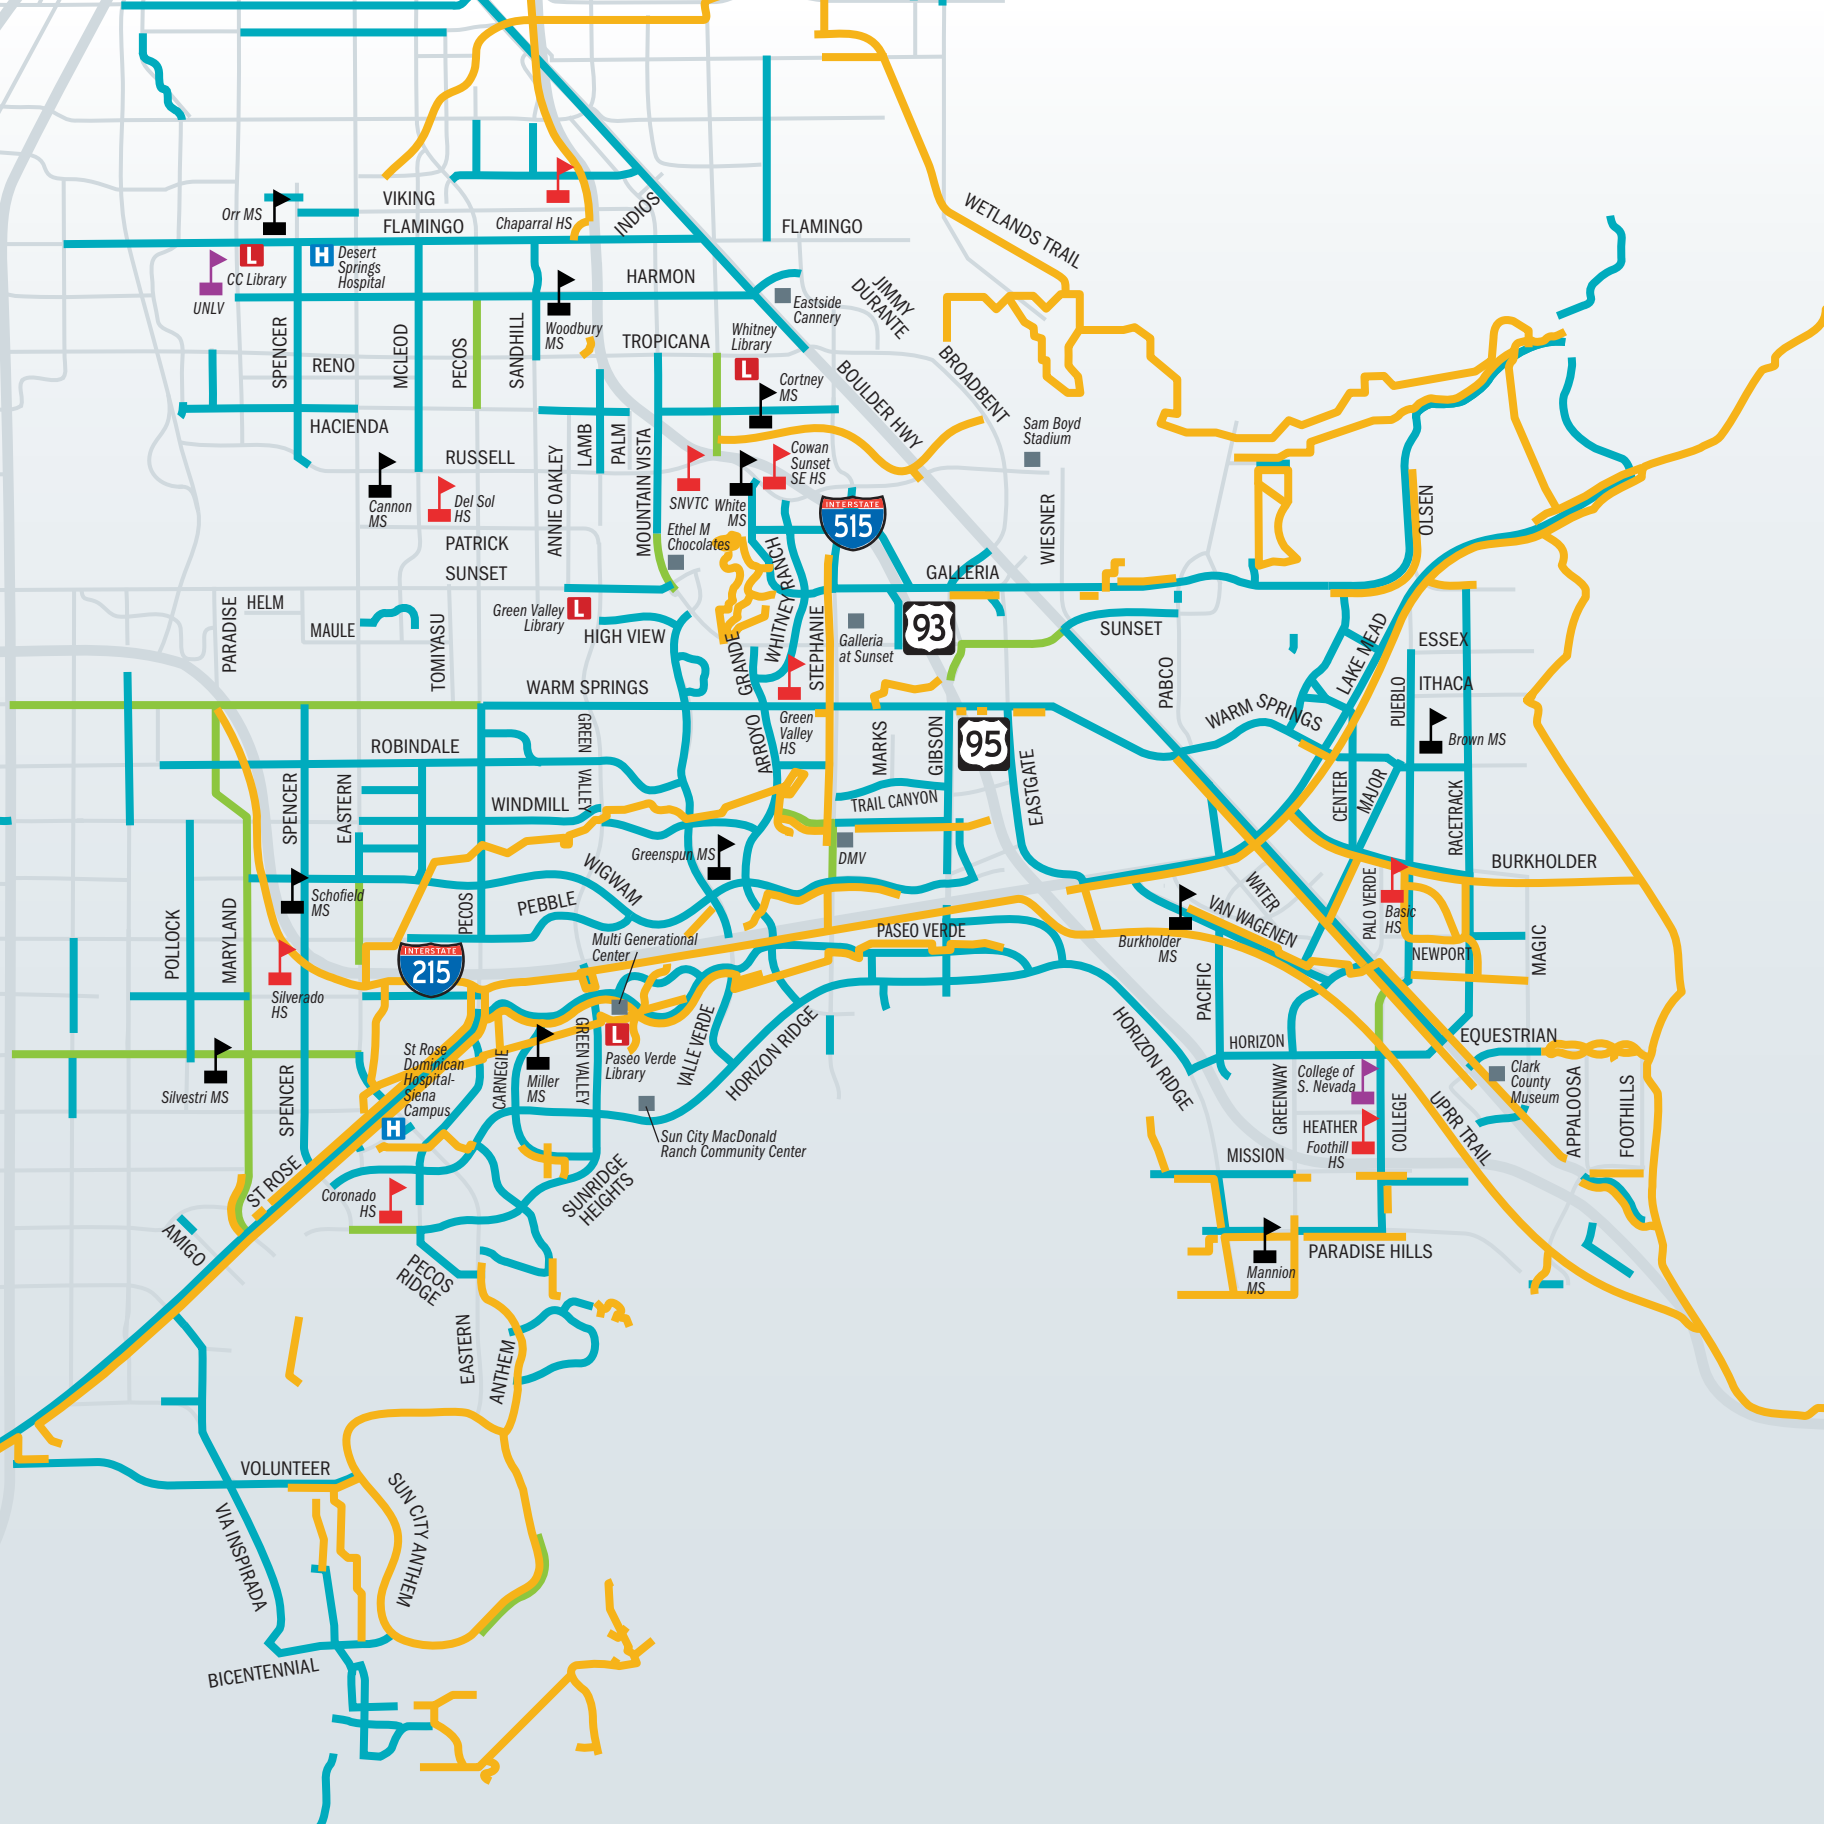 VIKING
Orr MS
Chaparral HS
INDIOS
WETLANDS TRAIL
FLAMINGO
FLAMINGO
L
CC Library
H
Desert
Springs
Hospital
UNLV
HARMON
Woodbury
MS
Eastside
Cannery
JIMMY
DURANTE
SPENCER
RENO
MCLEOD
PECOS
SANDHILL
TROPICANA
Whitney
Library
L
Cortney
MS
BOULDER HWY
BROADBENT
HACIENDA
LAMB
PALM
MOUNTAIN VISTA
Sam Boyd
Stadium
RUSSELL
Cannon
MS
Del Sol
HS
ANNIE OAKLEY
SNVTC
White
MS
Cowan
Sunset
SE HS
INTERSTATE
515
WIESNER
OLSEN
PATRICK
SUNSET
Ethel M
Chocolates
WHITNEY RANCH
GALLERIA
PARADISE
HELM
MAULE
TOMIYASU
Green Valley
Library
L
HIGH VIEW
GRANDE
STEPHANIE
Galleria
at Sunset
93
SUNSET
PABCO
LAKE MEAD
ESSEX
WARM SPRINGS
Green
Valley
HS
ARROYO
MARKS
GIBSON
95
EASTGATE
WARM SPRINGS
PUEBLO
ITHACA
Brown MS
ROBINDALE
GREEN
VALLEY
SPENCER
EASTERN
WINDMILL
TRAIL CANYON
CENTER
MAJOR
RACETRACK
Greenspun MS
DMV
BURKHOLDER
WIGWAM
Schofield
MS
PEBBLE
PECOS
POLLOCK
MARYLAND
WATER
VAN WAGENEN
PALO VERDE
Basic
HS
Burkholder
MS
NEWPORT
MAGIC
Multi Generational
Center
PASEO VERDE
INTERSTATE
215
Silverado
HS
PACIFIC
HORIZON RIDGE
HORIZON
EQUESTRIAN
St Rose
Dominican
Hospital-
Siena
Campus
H
CARNEGIE
Miller
MS
GREEN VALLEY
L
Paseo Verde
Library
VALLE VERDE
HORIZON RIDGE
Silvestri MS
SPENCER
Sun City MacDonald
Ranch Community Center
GREENWAY
College of
S. Nevada
COLLEGE
Clark
County
Museum
APPALOOSA
FOOTHILLS
HEATHER
Foothill
HS
UPRR TRAIL
MISSION
ST ROSE
Coronado
HS
SUNRIDGE
HEIGHTS
AMIGO
PECOS
RIDGE
PARADISE HILLS
Mannion
MS
EASTERN
ANTHEM
VOLUNTEER
SUN CITY ANTHEM
VIA INSPIRADA
BICENTENNIAL